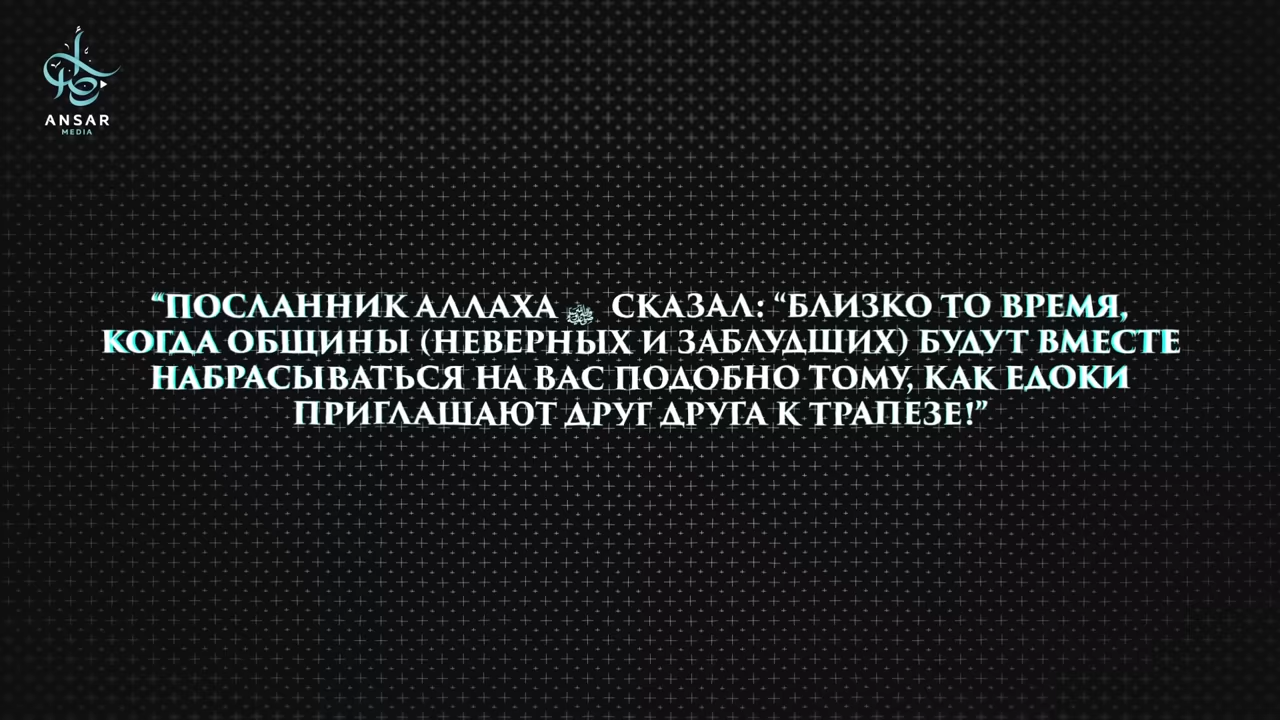 ANSAR
MEDIA
“ПОСЛАННИК АЛЛАХА ﷺ СКАЗАЛ: “БЛИЗКО ТО ВРЕМЯ,
КОГДА ОБЩИНЫ (НЕВЕРНЫХ И ЗАБЛУДШИХ) БУДУТ ВМЕСТЕ
НАБРАСЫВАТЬСЯ НА ВАС ПОДОБНО ТОМУ, КАК ЕДОКИ
ПРИГЛАШАЮТ ДРУГ ДРУГА К ТРАПЕЗЕ!”